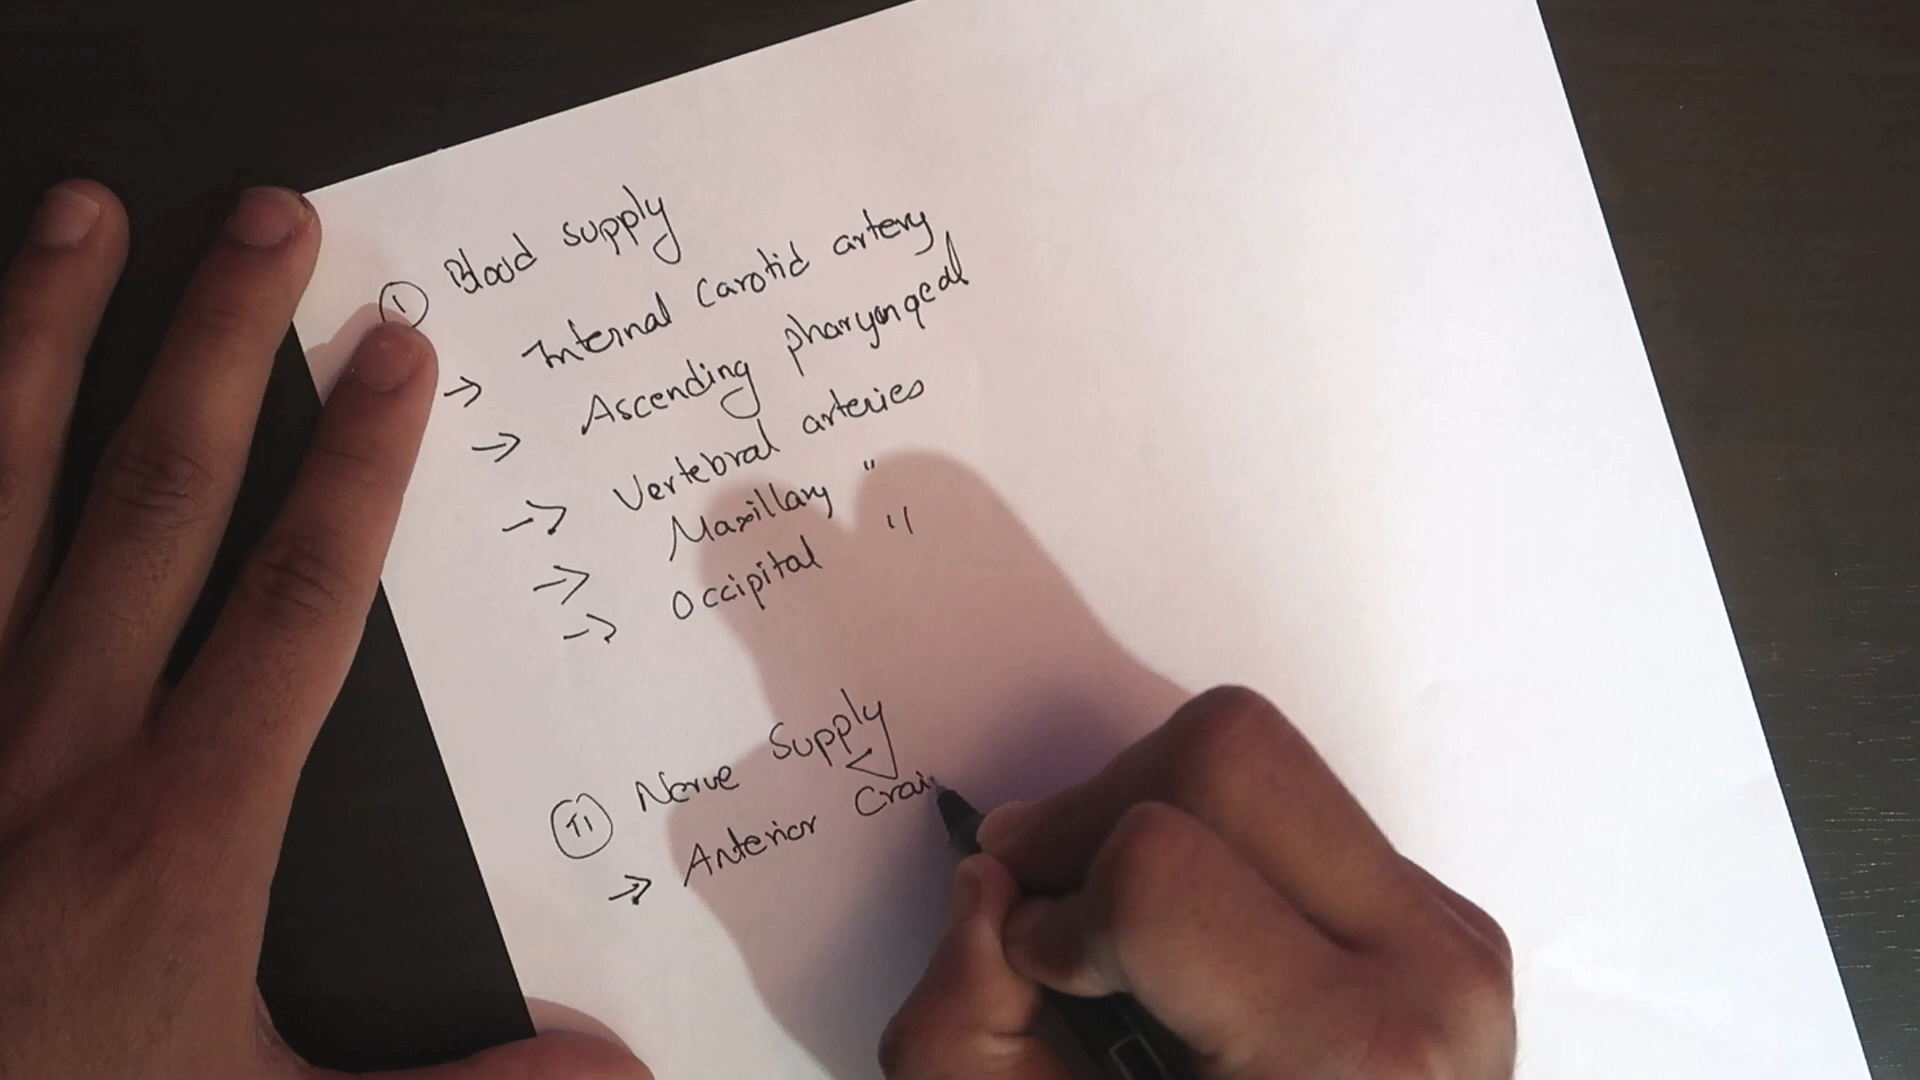 ① Blood supply
→ Internal Carotid artery
→ Ascending pharyngeal
→ Vertebral arteries
→ Maxillary "
→ Occipital "
ⓘⓘ Nerve Supply
→ Anterior Crai